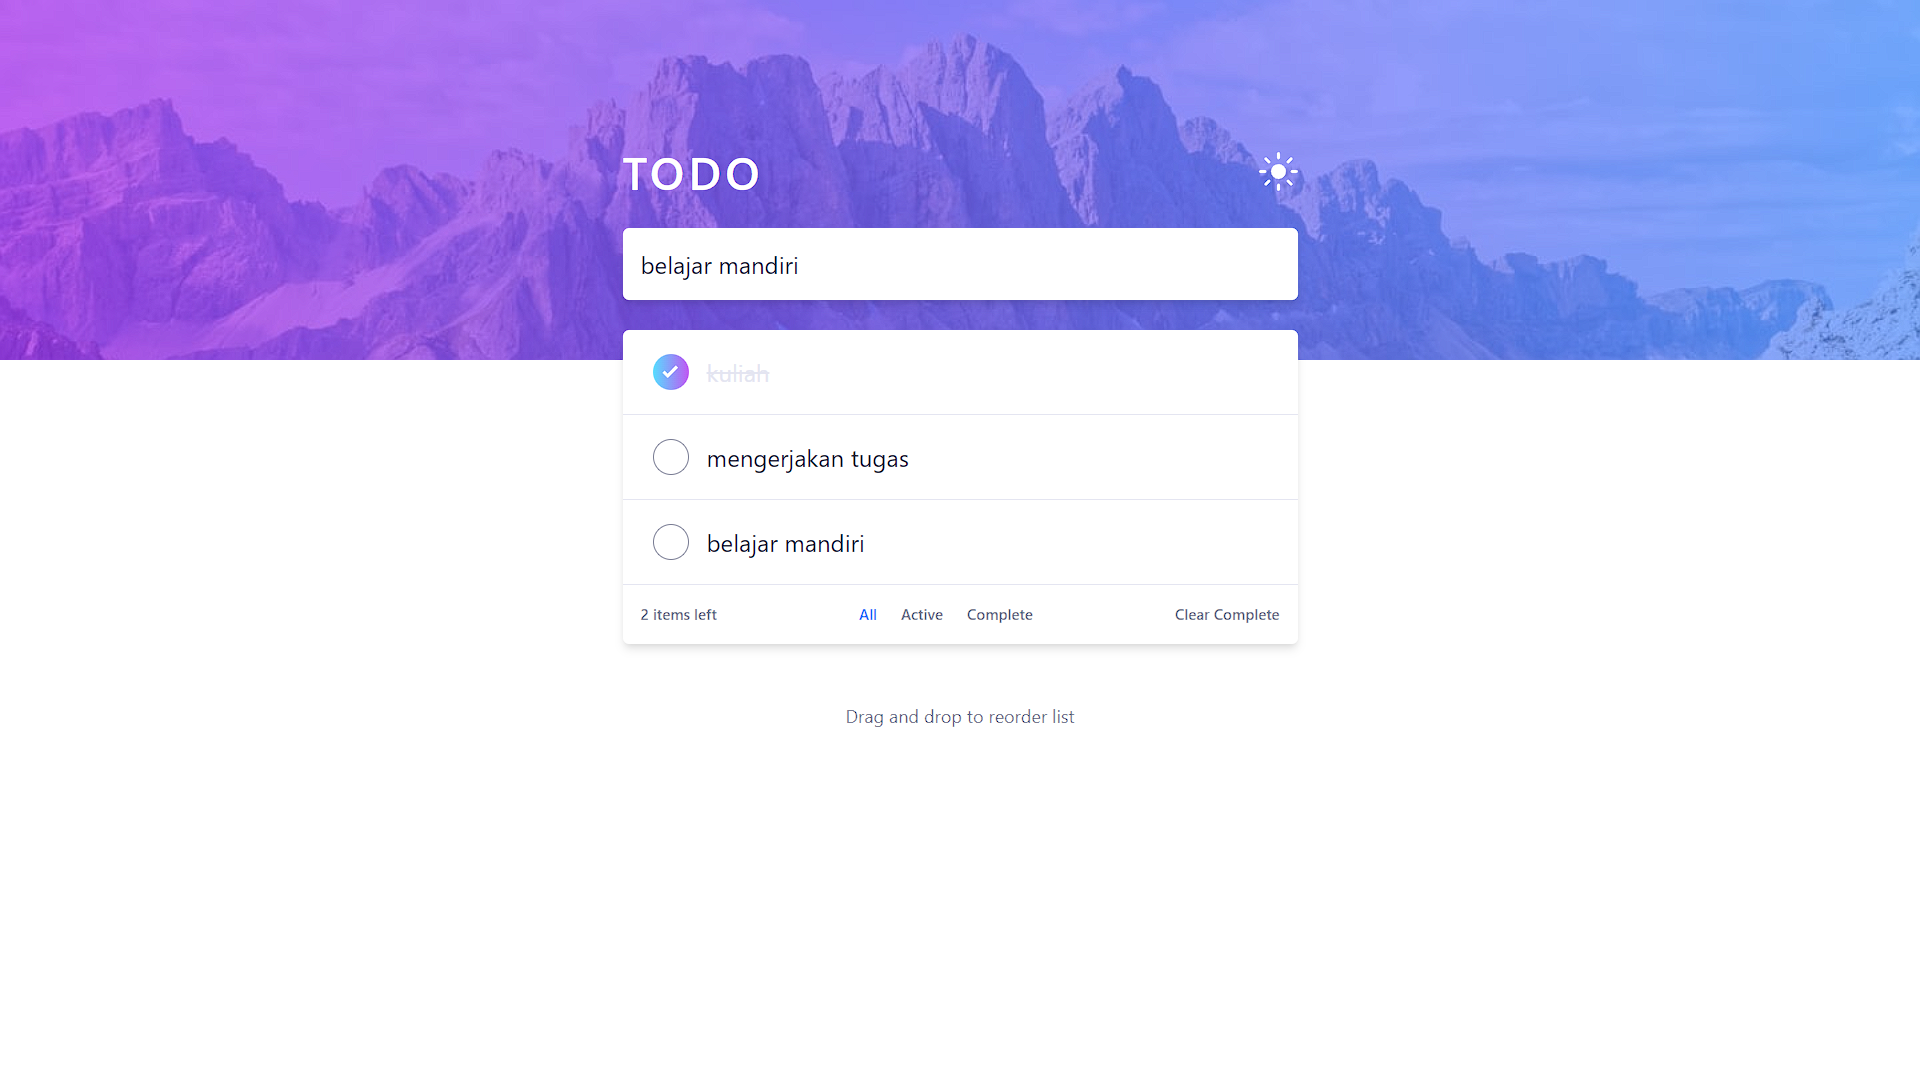 TODO
belajar mandiri
kuliah
mengerjakan tugas
belajar mandiri
2 items left All Active Complete Clear Complete
Drag and drop to reorder list